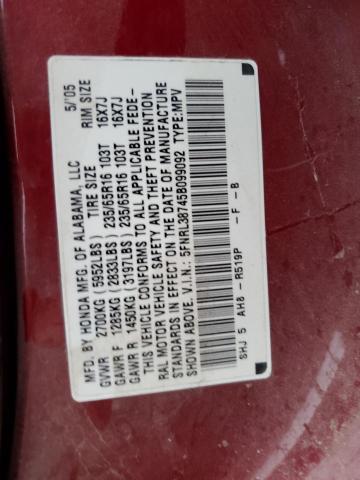 MFD. BY HONDA MFG. OF ALABAMA, LLC 5/'05
TIRE SIZE RIM SIZE
GVWR 2700KG (5952LBS)
GAWR F 1285KG (2833LBS) 235/65R16 103T 16X7J
GAWR R 1450KG (3197LBS) 235/65R16 103T 16X7J
THIS VEHICLE CONFORMS TO ALL APPLICABLE FEDE-
RAL MOTOR VEHICLE SAFETY AND THEFT PREVENTION
STANDARDS IN EFFECT ON THE DATE OF MANUFACTURE
SHOWN ABOVE. V.I.N.: 5FNRL38745B099092 TYPE:MPV
SHJ 5 AH8 - R519P - F - B